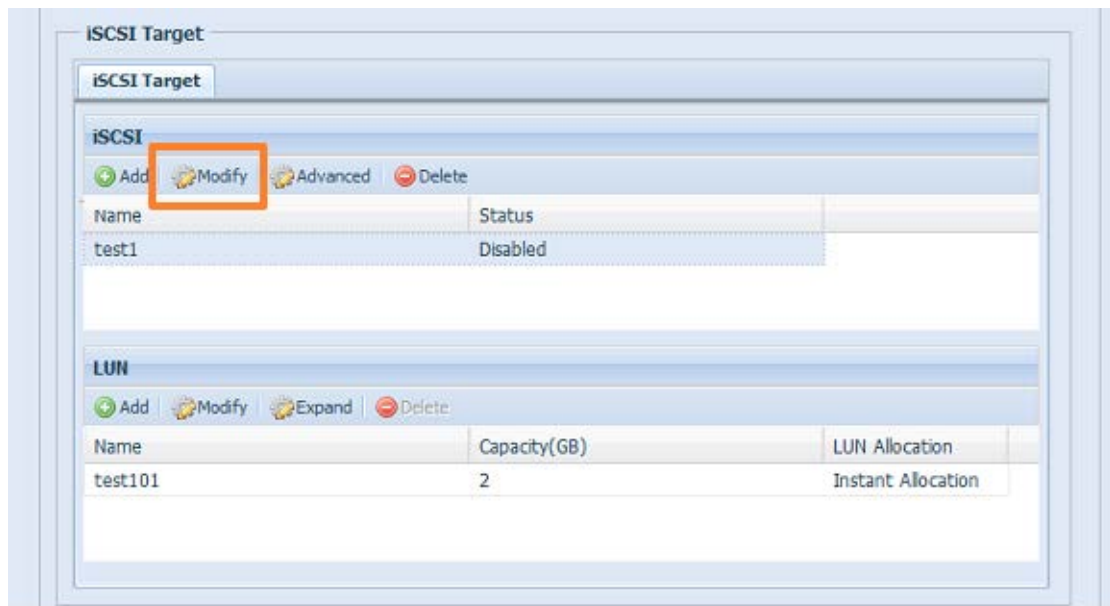 iSCSI Target
iSCSI Target
iSCSI
Add Modify Advanced Delete
Name Status
test1 Disabled
LUN
Add Modify Expand Delete
Name Capacity(GB) LUN Allocation
test101 2 Instant Allocation